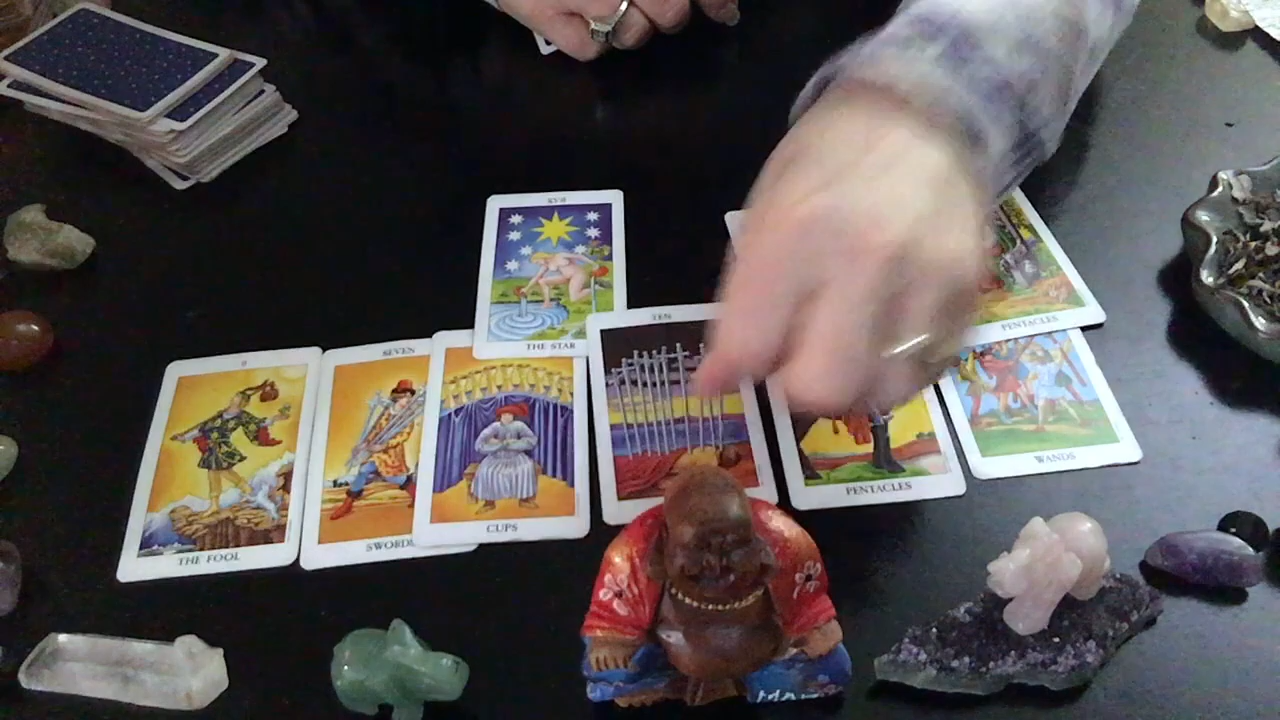 XVII
THE STAR
0
THE FOOL
SEVEN
SWORDS
CUPS
TEN
PENTACLES
PENTACLES
WANDS